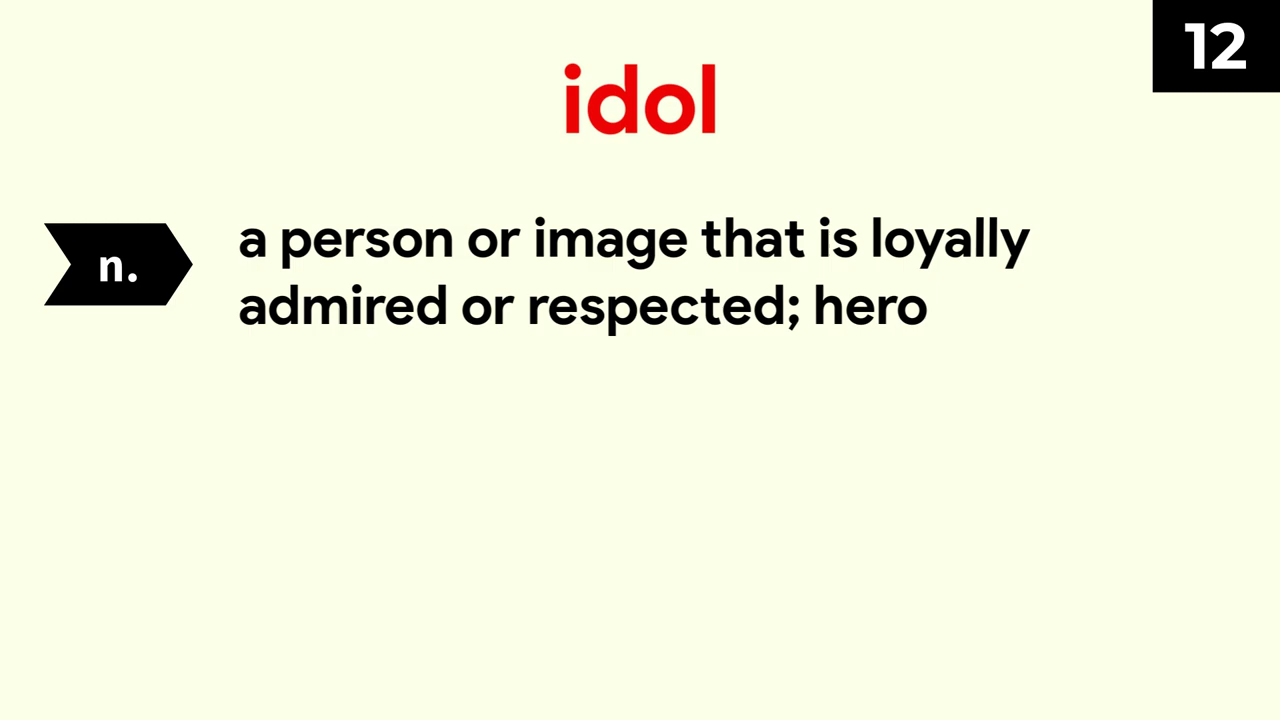 12
idol
n.
a person or image that is loyally
admired or respected; hero